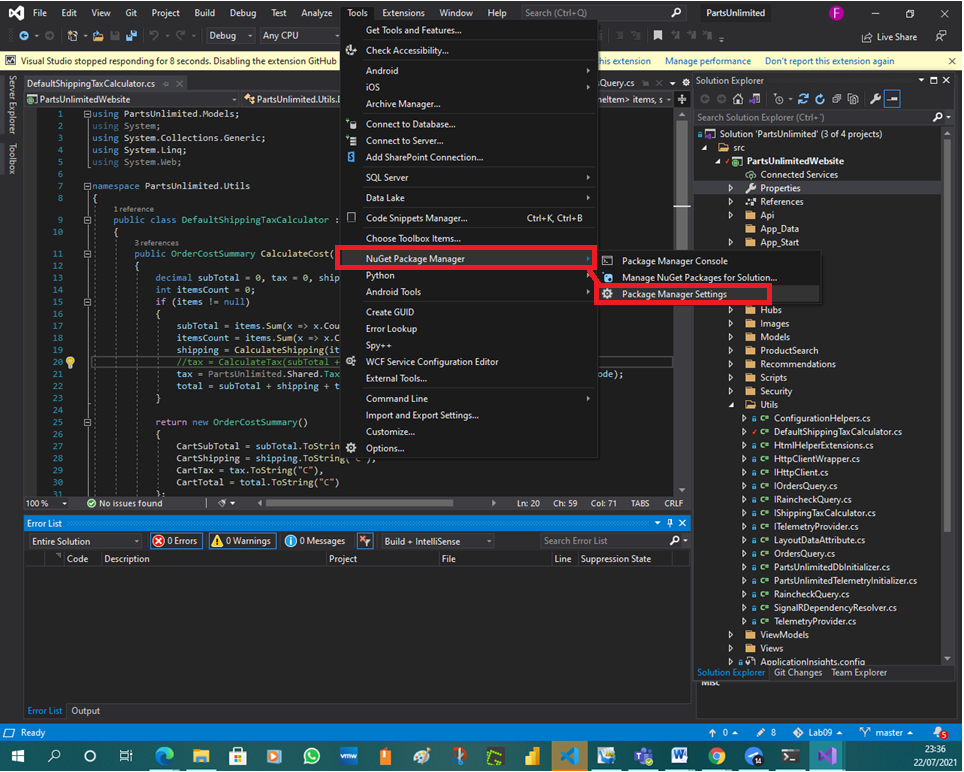 File Edit View Git Project Build Debug Test Analyze Tools Extensions Window Help Search (Ctrl+Q) PartsUnlimited F
Debug Any CPU Live Share
Visual Studio stopped responding for 8 seconds. Disabling the extension GitHub this extension Manage performance Don't report this extension again
Server Explorer
Toolbox
DefaultShippingTaxCalculator.cs
Query.cs
PartsUnlimitedWebsite PartsUnlimited.Utils.D neItem> items, s
1 using PartsUnlimited.Models;
2 using System;
3 using System.Collections.Generic;
4 using System.Linq;
5 using System.Web;
6
7 namespace PartsUnlimited.Utils
8 {
1 reference
9 public class DefaultShippingTaxCalculator :
10 {
3 references
11 public OrderCostSummary CalculateCost(
12 {
13 decimal subTotal = 0, tax = 0, ship
14 int itemsCount = 0;
15 if (items != null)
16 {
17 subTotal = items.Sum(x => x.Cou
18 itemsCount = items.Sum(x => x.C
19 shipping = CalculateShipping(it
20 //tax = CalculateTax(subTotal +
21 tax = PartsUnlimited.Shared.Tax ode);
22 total = subTotal + shipping + t
23 }
24
25 return new OrderCostSummary()
26 {
27 CartSubTotal = subTotal.ToStrin
28 CartShipping = shipping.ToString("C"),
29 CartTax = tax.ToString("C"),
30 CartTotal = total.ToString("C")
31 };
Get Tools and Features...
Check Accessibility...
Android
iOS
Archive Manager...
Connect to Database...
Connect to Server...
Add SharePoint Connection...
SQL Server
Data Lake
Code Snippets Manager... Ctrl+K, Ctrl+B
Choose Toolbox Items...
NuGet Package Manager
Python
Android Tools
Create GUID
Error Lookup
Spy++
WCF Service Configuration Editor
External Tools...
Command Line
Import and Export Settings...
Customize...
Options...
Package Manager Console
Manage NuGet Packages for Solution...
Package Manager Settings
Solution Explorer
Search Solution Explorer (Ctrl+¨)
Solution 'PartsUnlimited' (3 of 4 projects)
src
PartsUnlimitedWebsite
Connected Services
Properties
References
Api
App_Data
App_Start
Hubs
Images
Models
ProductSearch
Recommendations
Scripts
Security
Utils
ConfigurationHelpers.cs
DefaultShippingTaxCalculator.cs
HtmlHelperExtensions.cs
HttpClientWrapper.cs
IHttpClient.cs
IOrdersQuery.cs
IRaincheckQuery.cs
IShippingTaxCalculator.cs
ITelemetryProvider.cs
LayoutDataAttribute.cs
OrdersQuery.cs
PartsUnlimitedDbInitializer.cs
PartsUnlimitedTelemetryInitializer.cs
RaincheckQuery.cs
SignalRDependencyResolver.cs
TelemetryProvider.cs
ViewModels
Views
ApplicationInsights.config
Solution Explorer Git Changes Team Explorer
Misc
100 % No issues found Ln: 20 Ch: 59 Col: 71 TABS CRLF
Error List
Entire Solution 0 Errors 0 Warnings 0 Messages Build + IntelliSense Search Error List
Code Description Project File Line Suppression State
Error List Output
Ready 0 8 Lab09 master 5
vmw 14
23:36
22/07/2021